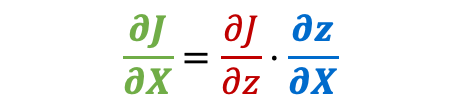 ∂J/∂X = ∂J/∂z · ∂z/∂X